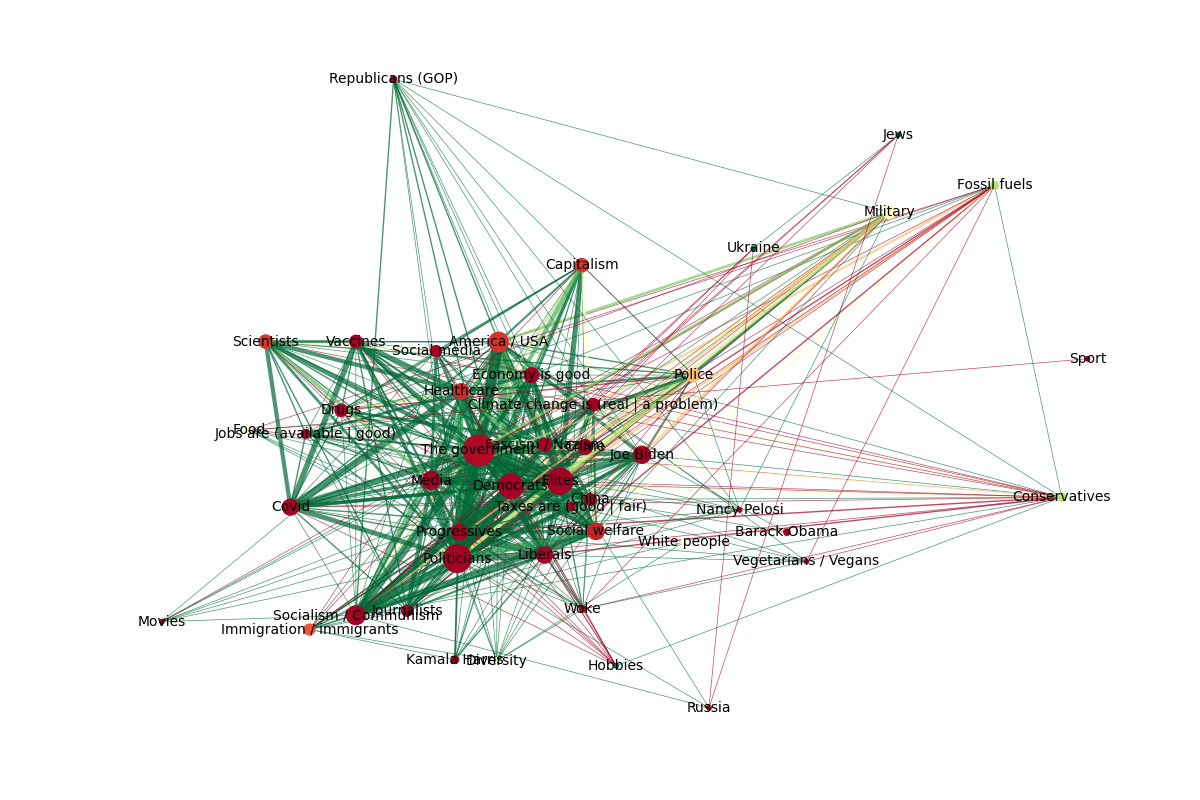 Republicans (GOP)
Jews
Fossil fuels
Military
Ukraine
Capitalism
Scientists
Vaccines
America / USA
Social media
Sport
Economy is good
Police
Healthcare
Climate change is (real | a problem)
Drugs
Food
Jobs are (available | good)
Fascism / Nazism
The government
Joe Biden
Media
Democrats
Elites
Conservatives
China
Covid
Taxes are (good | fair)
Nancy Pelosi
Progressives
Social welfare
Barack Obama
White people
Liberals
Politicians
Vegetarians / Vegans
Woke
Journalists
Socialism / Communism
Movies
Immigration / Immigrants
Kamala Harris
Diversity
Hobbies
Russia